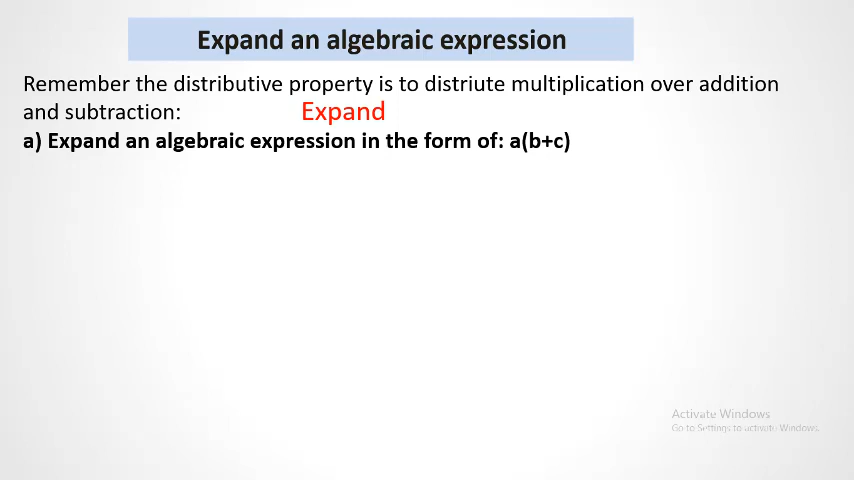 Expand an algebraic expression
Remember the distributive property is to distriute multiplication over addition
and subtraction: Expand
a) Expand an algebraic expression in the form of: a(b+c)
Activate Windows
Go to Settings to activate Windows.